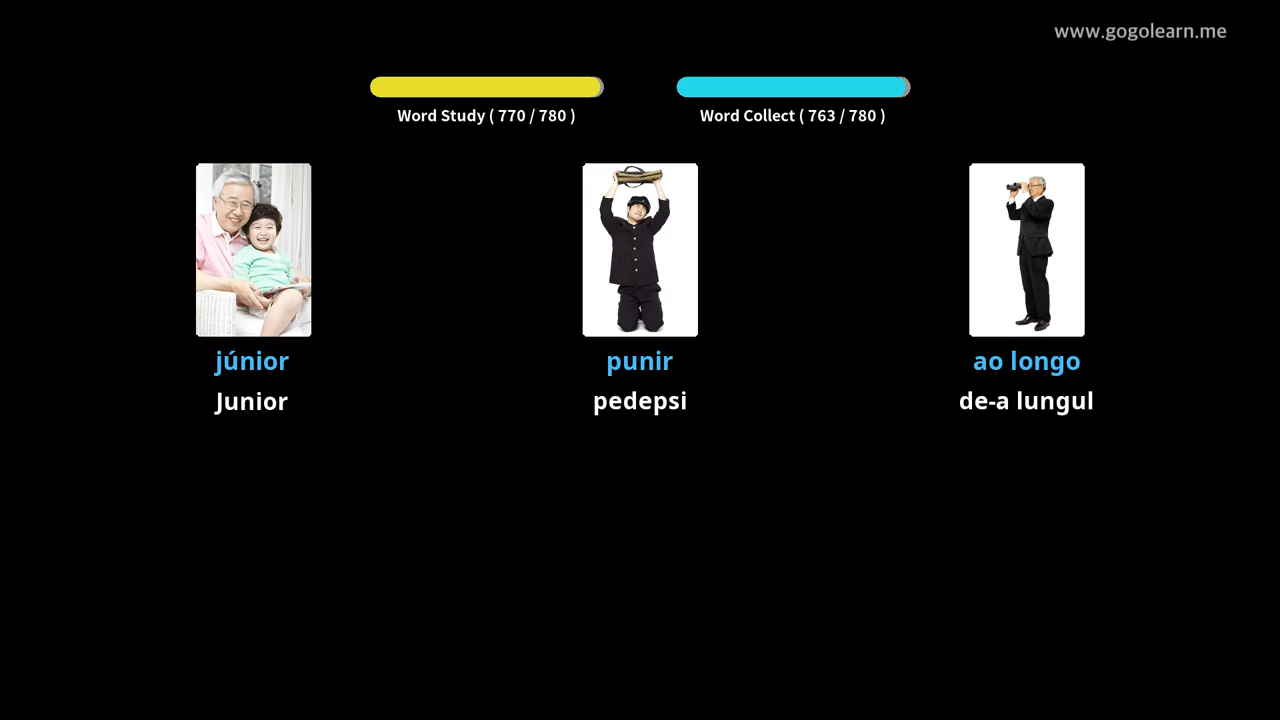 www.gogolearn.me
Word Study ( 770 / 780 )
Word Collect ( 763 / 780 )
júnior
punir
ao longo
Junior
pedepsi
de-a lungul